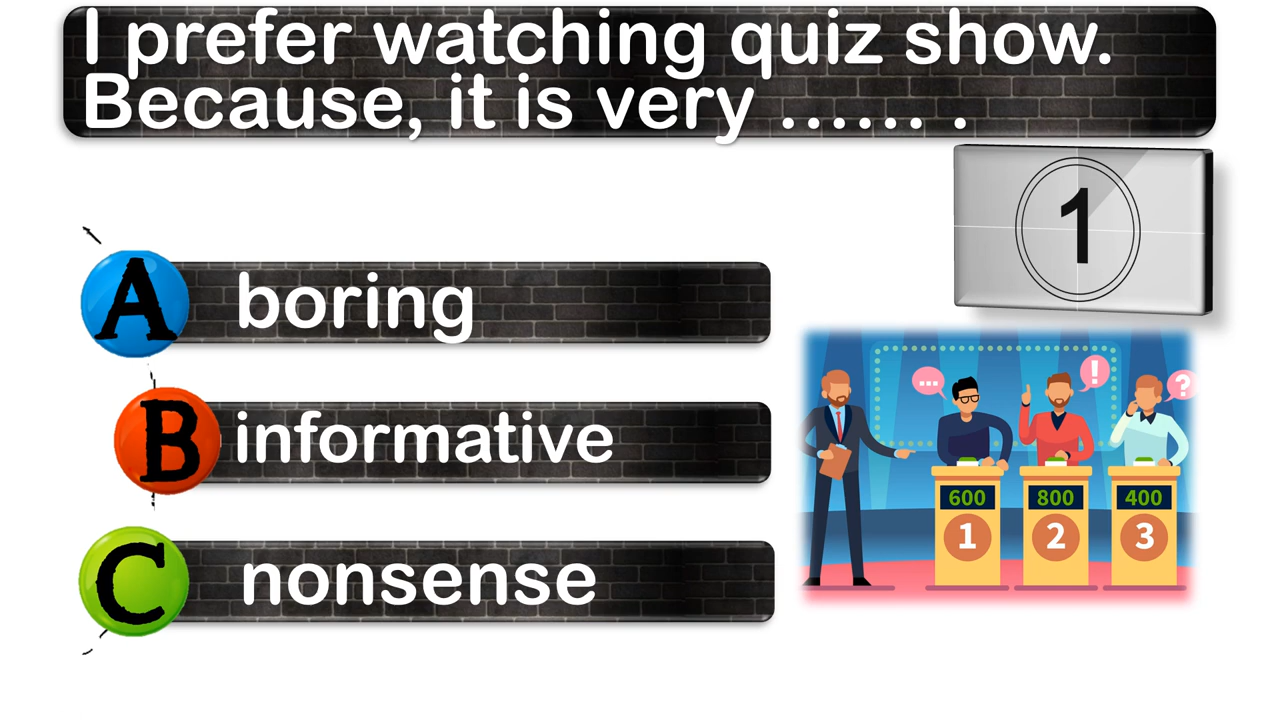 I prefer watching quiz show.
Because, it is very ...... .
1
A boring
B informative
C nonsense
... ! ?
600 800 400
1 2 3